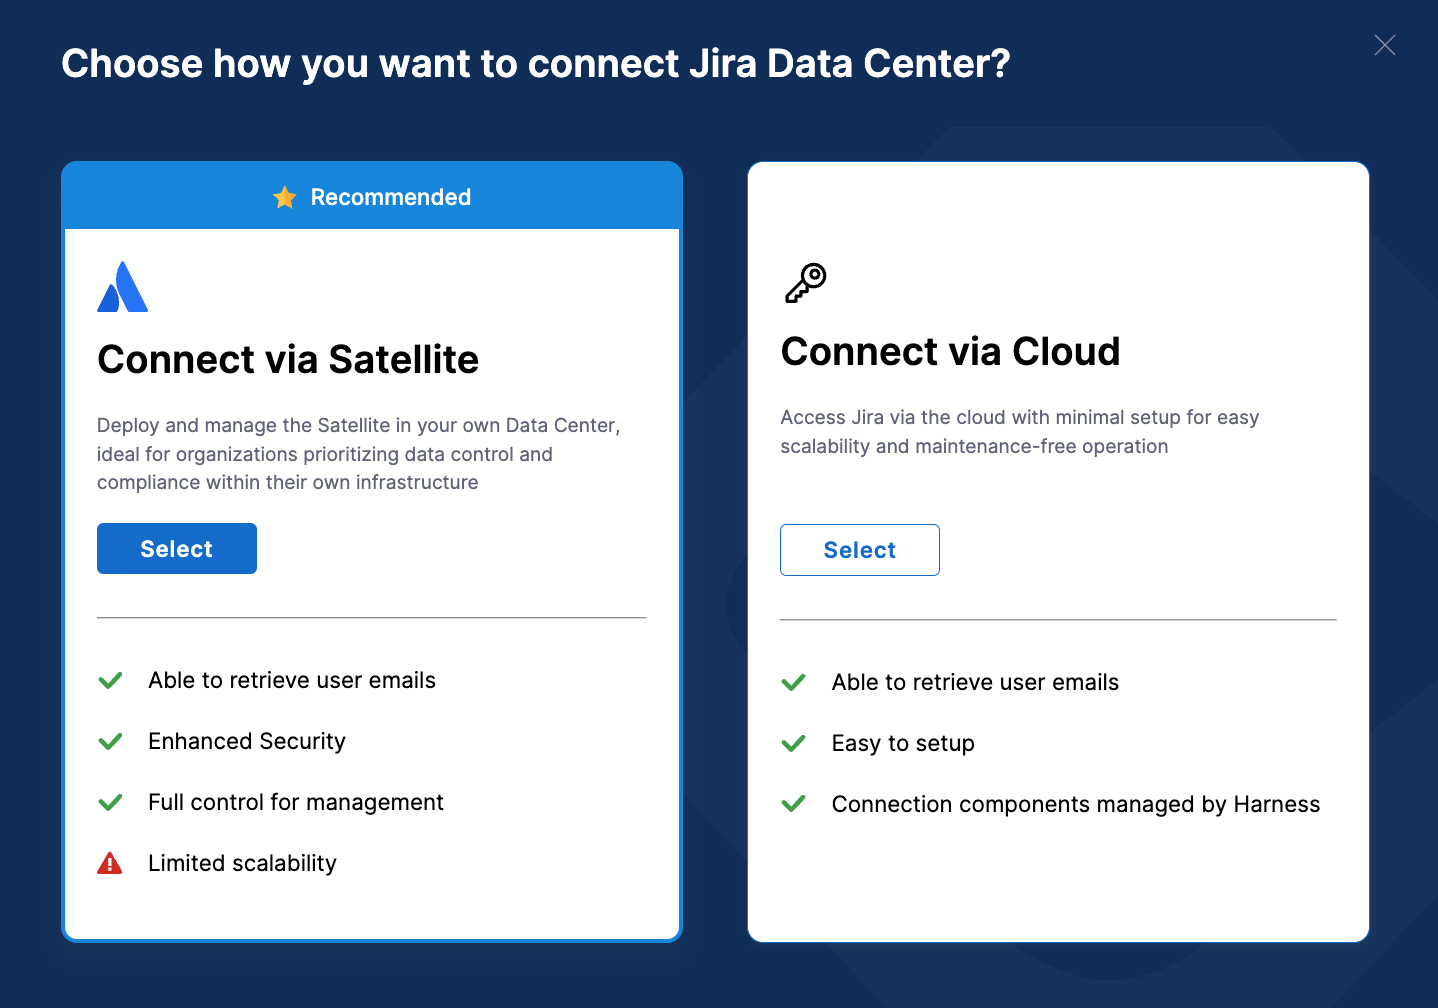 Choose how you want to connect Jira Data Center?
Recommended
Connect via Satellite
Deploy and manage the Satellite in your own Data Center,
ideal for organizations prioritizing data control and
compliance within their own infrastructure
Select
Able to retrieve user emails
Enhanced Security
Full control for management
Limited scalability
Connect via Cloud
Access Jira via the cloud with minimal setup for easy
scalability and maintenance-free operation
Select
Able to retrieve user emails
Easy to setup
Connection components managed by Harness